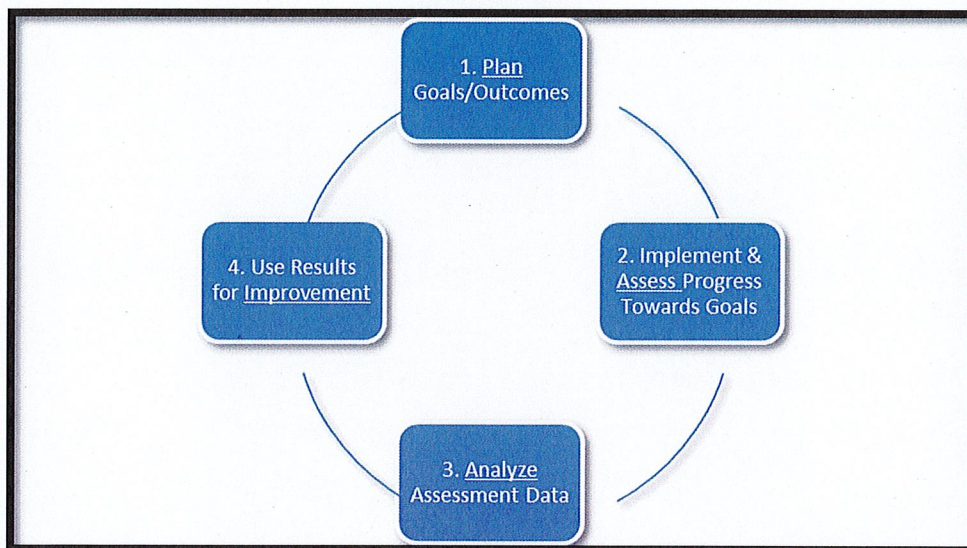 1. Plan
Goals/Outcomes
2. Implement &
Assess Progress
Towards Goals
3. Analyze
Assessment Data
4. Use Results
for Improvement